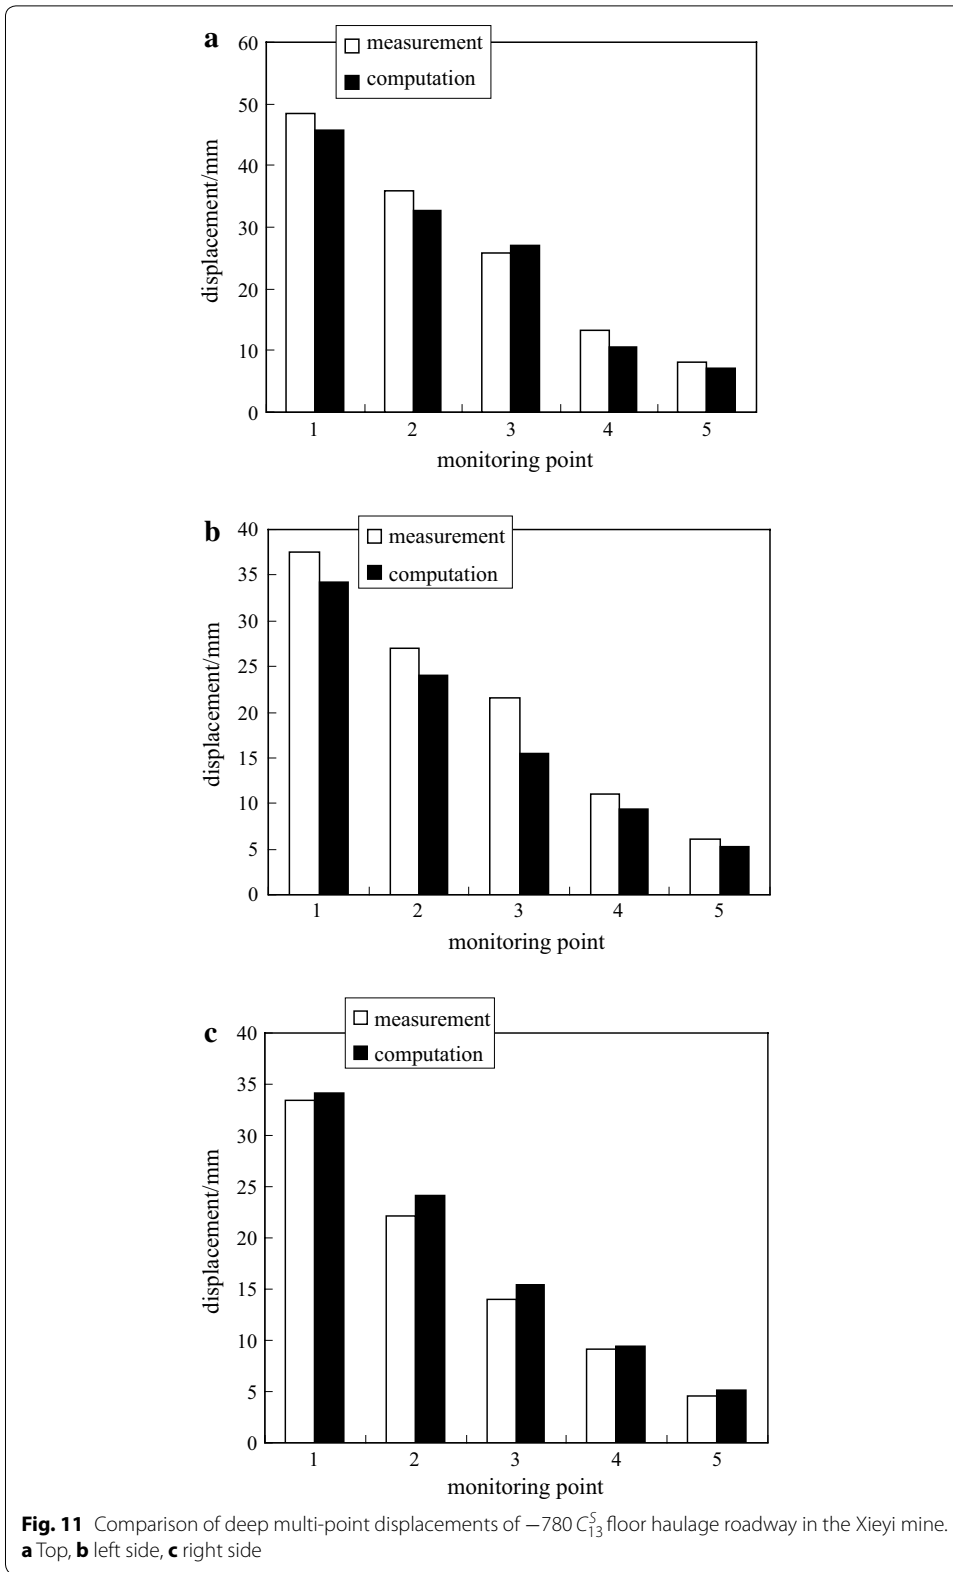 a
measurement
computation
60
50
40
30
20
10
0
displacement/mm
1 2 3 4 5
monitoring point
b
measurement
computation
40
35
30
25
20
15
10
5
0
displacement/mm
1 2 3 4 5
monitoring point
c
measurement
computation
40
35
30
25
20
15
10
5
0
displacement/mm
1 2 3 4 5
monitoring point
Fig. 11 Comparison of deep multi-point displacements of −780 C₁₃ˢ floor haulage roadway in the Xieyi mine.
a Top, b left side, c right side